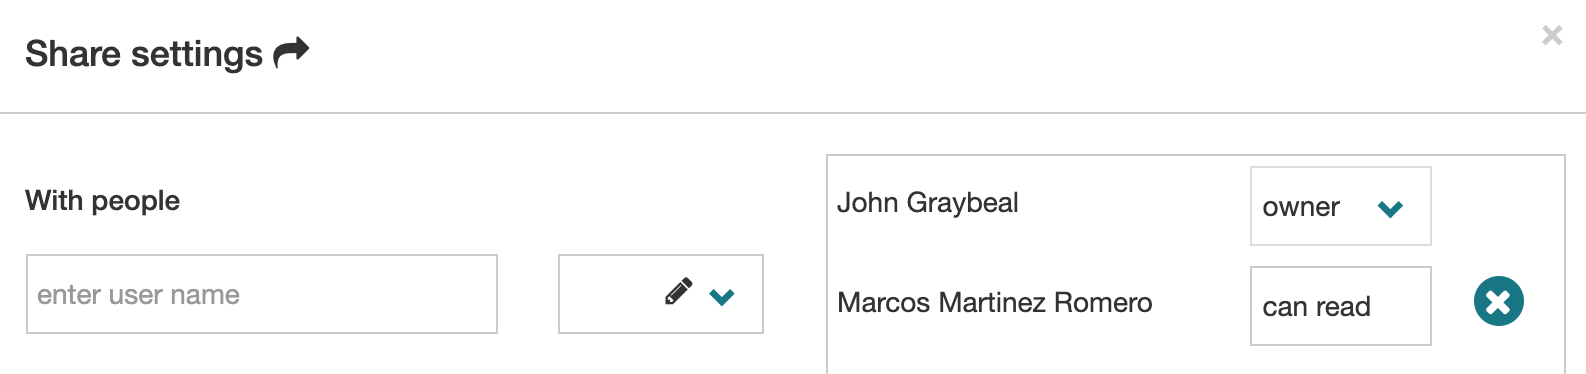 Share settings
With people
enter user name
John Graybeal
owner
Marcos Martinez Romero
can read